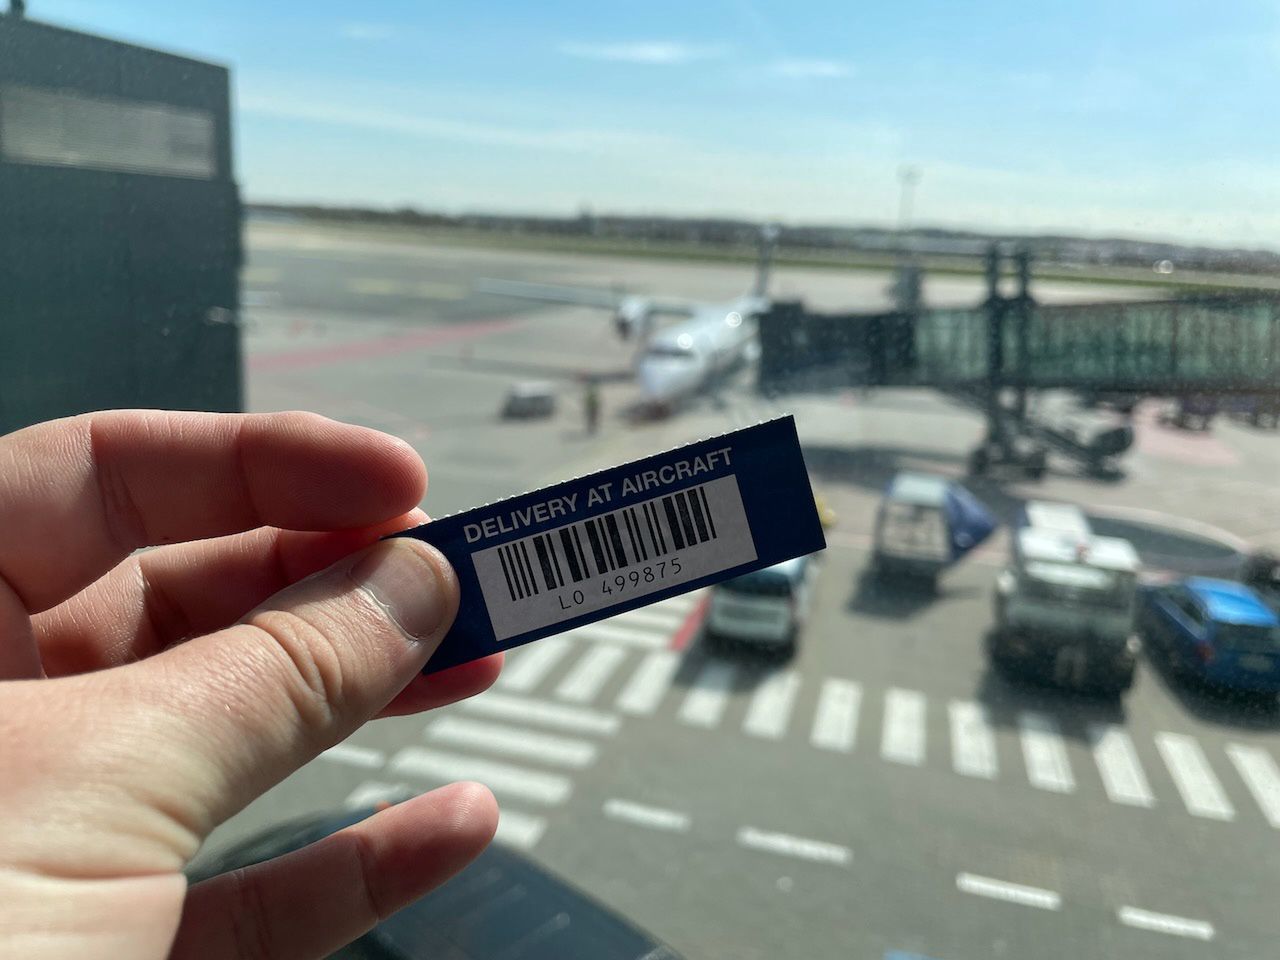 DELIVERY AT AIRCRAFT
LO 499875